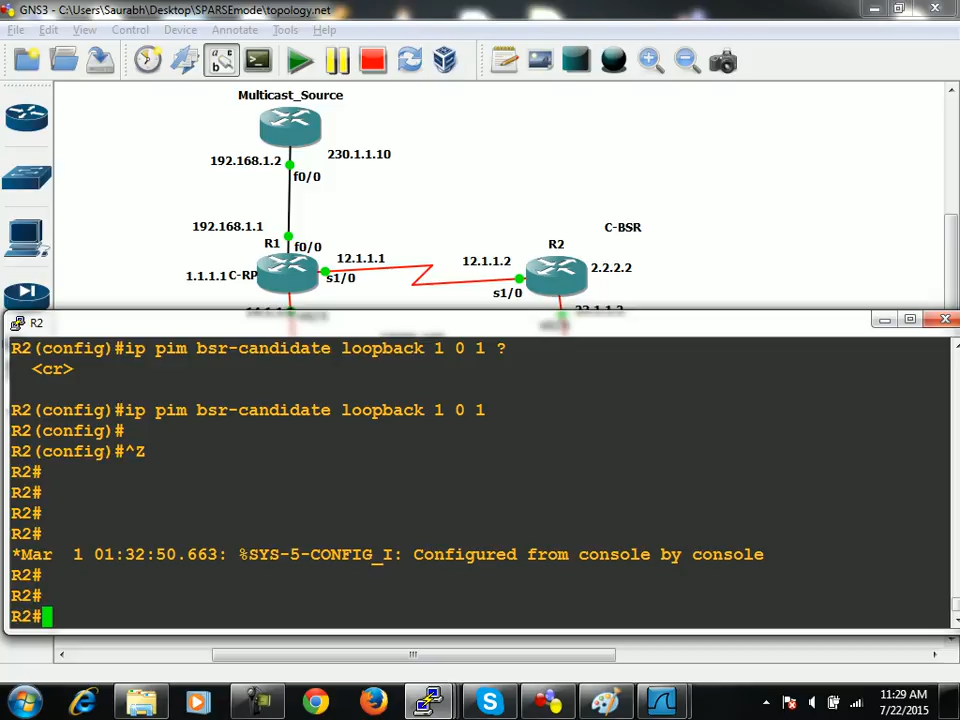 GNS3 - C:\Users\Saurabh\Desktop\SPARSEmode\topology.net
File Edit View Control Device Annotate Tools Help
Multicast_Source
192.168.1.2
230.1.1.10
f0/0
192.168.1.1
C-BSR
R1
f0/0
R2
12.1.1.1
12.1.1.2
1.1.1.1 C-RP
s1/0
2.2.2.2
s1/0
R2
R2(config)#ip pim bsr-candidate loopback 1 0 1 ?
<cr>
R2(config)#ip pim bsr-candidate loopback 1 0 1
R2(config)#
R2(config)#^Z
R2#
R2#
R2#
R2#
*Mar  1 01:32:50.663: %SYS-5-CONFIG_I: Configured from console by console
R2#
R2#
R2#
11:29 AM
7/22/2015